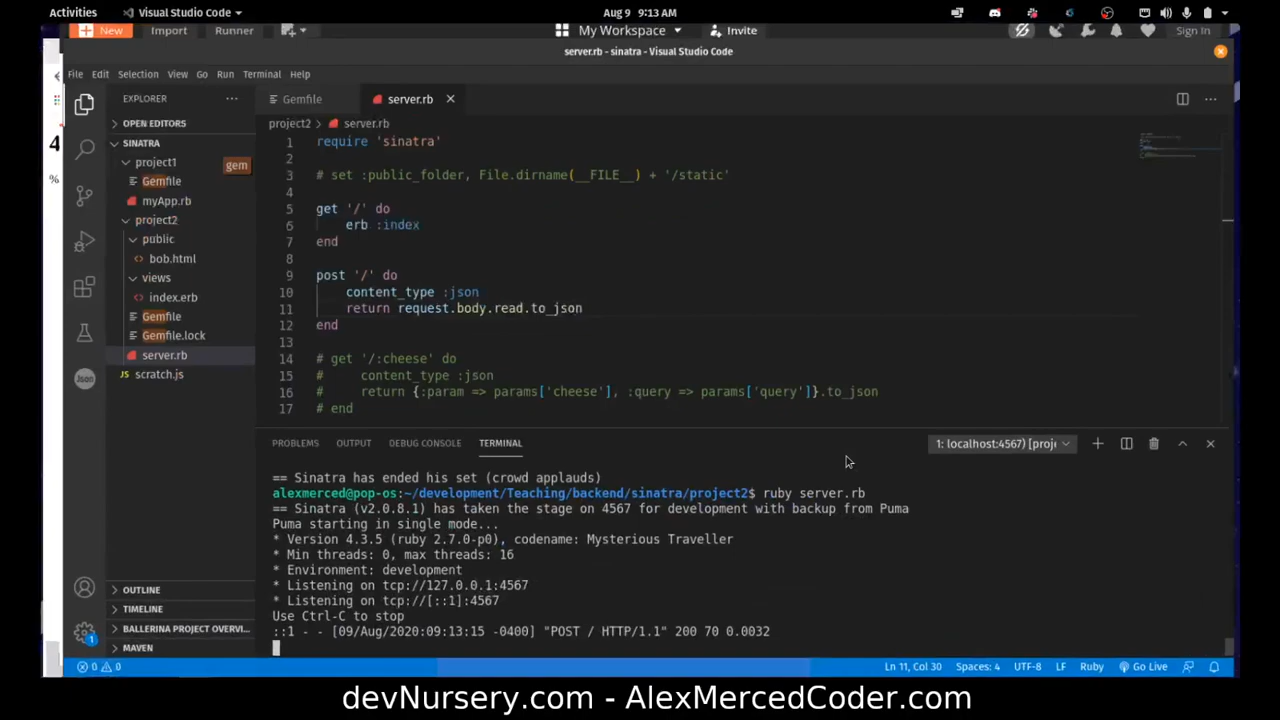 Activities
Visual Studio Code
Aug 9 9:13 AM
New
Import
Runner
My Workspace
Invite
Sign In
server.rb - sinatra - Visual Studio Code
File Edit Selection View Go Run Terminal Help
EXPLORER
Gemfile
server.rb
OPEN EDITORS
project2 > server.rb
SINATRA
project1
gem
Gemfile
myApp.rb
project2
public
bob.html
views
index.erb
Gemfile
Gemfile.lock
server.rb
scratch.js
4
%
Json
1 require 'sinatra'
2
3 # set :public_folder, File.dirname(__FILE__) + '/static'
4
5 get '/' do
6 erb :index
7 end
8
9 post '/' do
10 content_type :json
11 return request.body.read.to_json
12 end
13
14 # get '/:cheese' do
15 # content_type :json
16 # return {:param => params['cheese'], :query => params['query']}.to_json
17 # end
PROBLEMS OUTPUT DEBUG CONSOLE TERMINAL
1: localhost:4567) [proj
== Sinatra has ended his set (crowd applauds)
alexmerced@pop-os:~/development/Teaching/backend/sinatra/project2$ ruby server.rb
== Sinatra (v2.0.8.1) has taken the stage on 4567 for development with backup from Puma
Puma starting in single mode...
* Version 4.3.5 (ruby 2.7.0-p0), codename: Mysterious Traveller
* Min threads: 0, max threads: 16
* Environment: development
* Listening on tcp://127.0.0.1:4567
* Listening on tcp://[::1]:4567
Use Ctrl-C to stop
::1 - - [09/Aug/2020:09:13:15 -0400] "POST / HTTP/1.1" 200 70 0.0032
OUTLINE
TIMELINE
BALLERINA PROJECT OVERVI...
MAVEN
1
0 0
Ln 11, Col 30
Spaces: 4
UTF-8
LF
Ruby
Go Live
devNursery.com - AlexMercedCoder.com